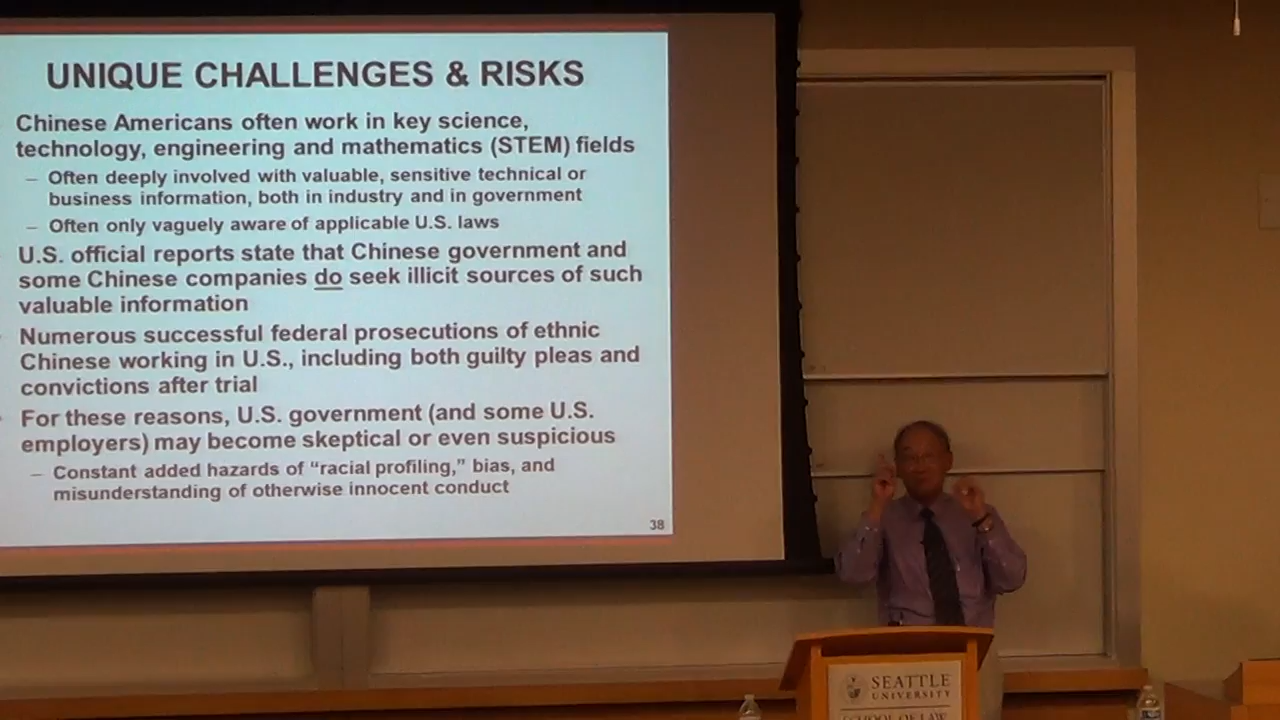 UNIQUE CHALLENGES & RISKS
Chinese Americans often work in key science,
technology, engineering and mathematics (STEM) fields
– Often deeply involved with valuable, sensitive technical or
business information, both in industry and in government
– Often only vaguely aware of applicable U.S. laws
U.S. official reports state that Chinese government and
some Chinese companies do seek illicit sources of such
valuable information
Numerous successful federal prosecutions of ethnic
Chinese working in U.S., including both guilty pleas and
convictions after trial
For these reasons, U.S. government (and some U.S.
employers) may become skeptical or even suspicious
– Constant added hazards of “racial profiling,” bias, and
misunderstanding of otherwise innocent conduct
38
SEATTLE
UNIVERSITY
SCHOOL OF LAW